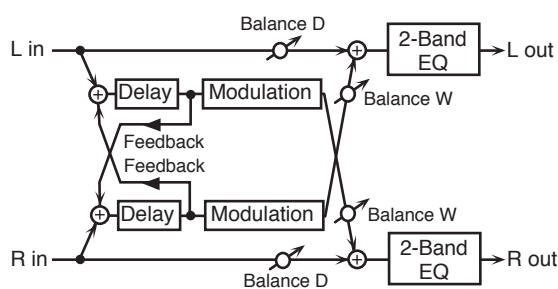 Balance D
L in
2-Band
EQ
L out
Delay
Modulation
Balance W
Feedback
Feedback
Delay
Modulation
Balance W
R in
Balance D
2-Band
EQ
R out